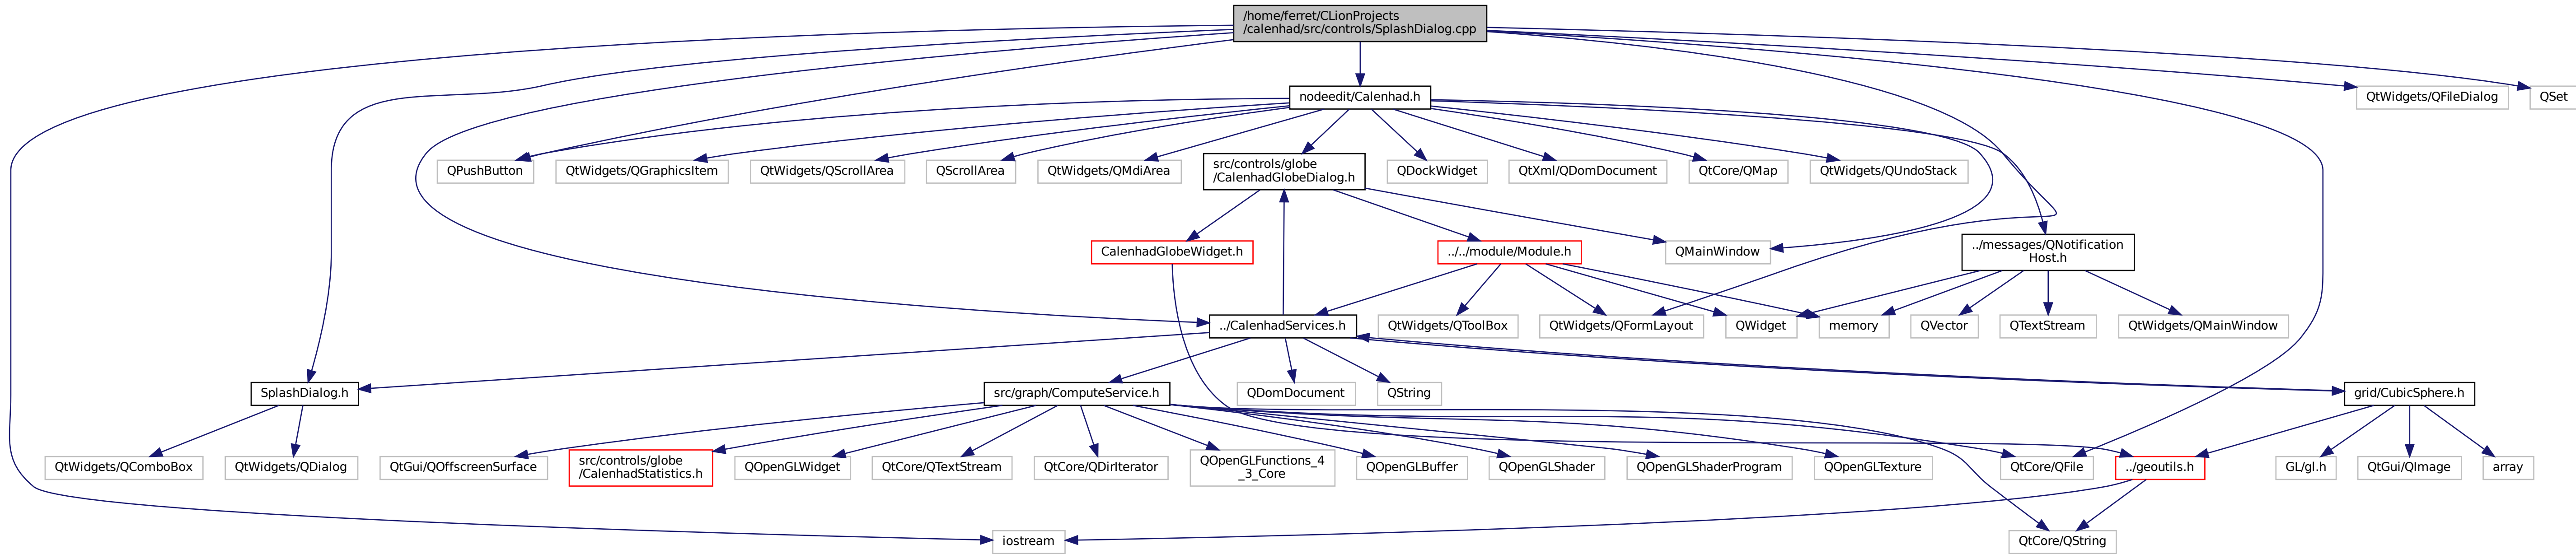 /home/ferret/CLionProjects
/calenhad/src/controls/SplashDialog.cpp
nodeedit/Calenhad.h
QtWidgets/QFileDialog
QSet
QPushButton
QtWidgets/QGraphicsItem
QtWidgets/QScrollArea
QScrollArea
QtWidgets/QMdiArea
src/controls/globe
/CalenhadGlobeDialog.h
QDockWidget
QtXml/QDomDocument
QtCore/QMap
QtWidgets/QUndoStack
CalenhadGlobeWidget.h
../../module/Module.h
QMainWindow
../messages/QNotification
Host.h
../CalenhadServices.h
QtWidgets/QToolBox
QtWidgets/QFormLayout
QWidget
memory
QVector
QTextStream
QtWidgets/QMainWindow
SplashDialog.h
src/graph/ComputeService.h
QDomDocument
QString
grid/CubicSphere.h
QtWidgets/QComboBox
QtWidgets/QDialog
QtGui/QOffscreenSurface
src/controls/globe
/CalenhadStatistics.h
QOpenGLWidget
QtCore/QTextStream
QtCore/QDirIterator
QOpenGLFunctions_4
_3_Core
QOpenGLBuffer
QOpenGLShader
QOpenGLShaderProgram
QOpenGLTexture
QtCore/QFile
../geoutils.h
GL/gl.h
QtGui/QImage
array
iostream
QtCore/QString